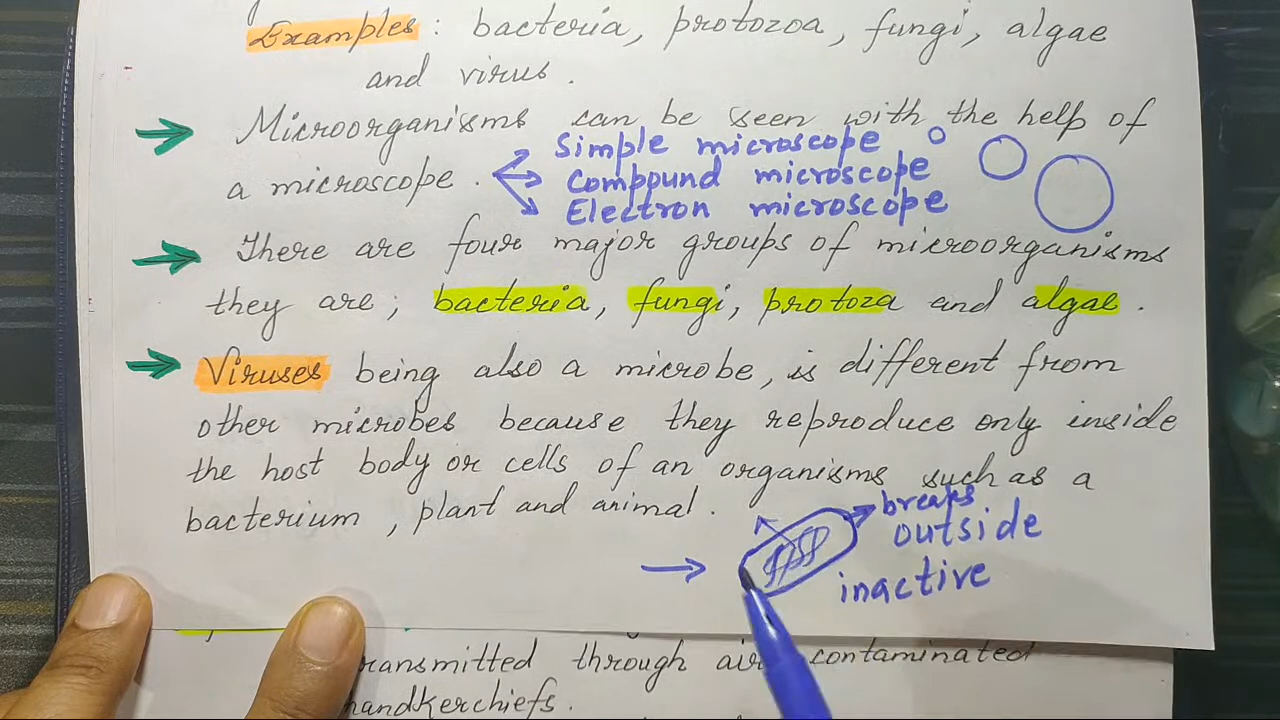 Examples: bacteria, protozoa, fungi, algae
and virus.
Microorganisms can be seen with the help of
a microscope.
Simple microscope
Compound microscope
Electron microscope
There are four major groups of microorganisms
they are; bacteria, fungi, protoza and algae.
Viruses being also a microbe, is different from
other microbes because they reproduce only inside
the host body or cells of an organisms such as a
bacterium, plant and animal.
breaks
outside
inactive
transmitted through air contaminated
handkerchiefs.